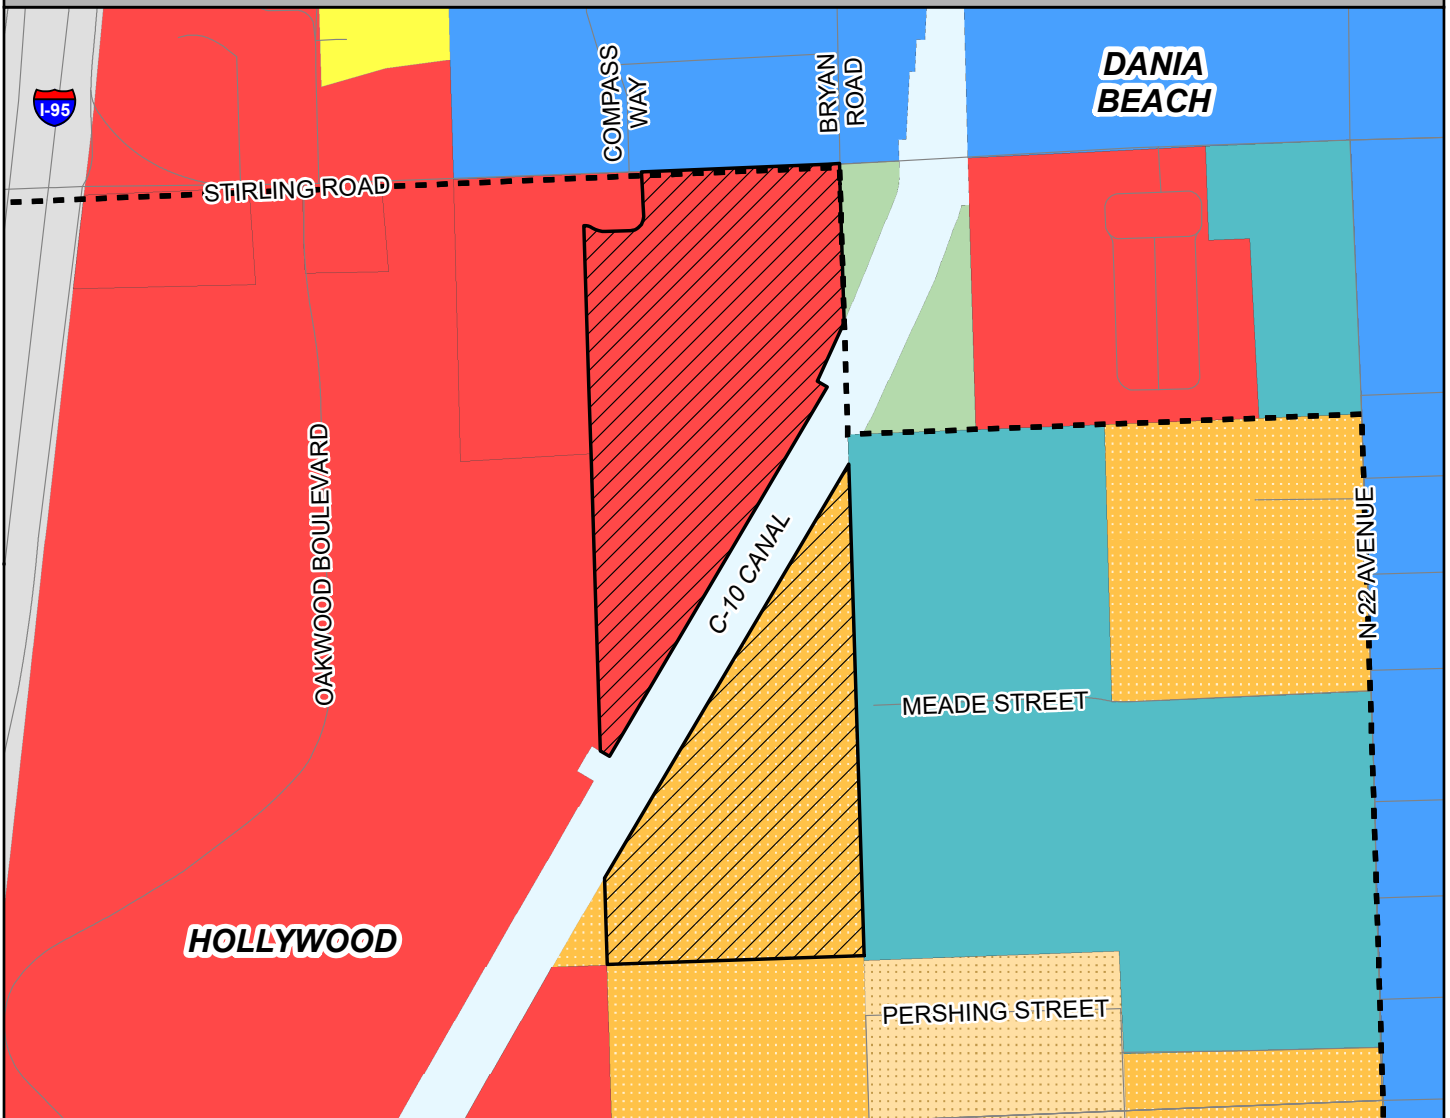 DANIA
BEACH
COMPASS
WAY
BRYAN
ROAD
I-95
STIRLING ROAD
OAKWOOD BOULEVARD
C-10 CANAL
N 22 AVENUE
MEADE STREET
HOLLYWOOD
PERSHING STREET